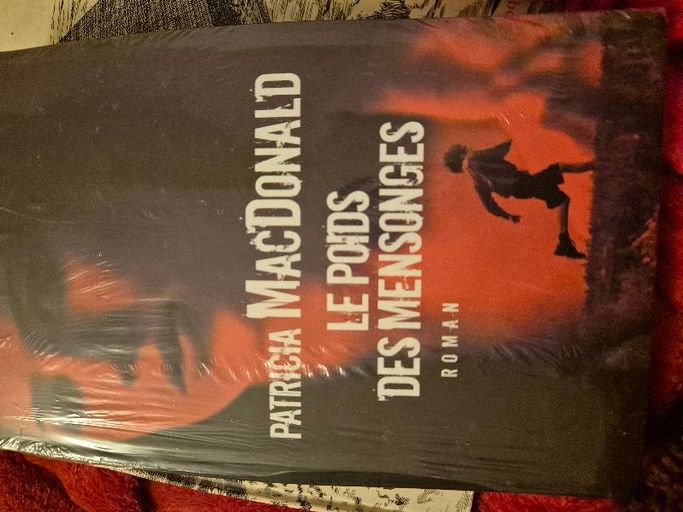 PATRICIA MACDONALD
LE POIDS
DES MENSONGES
ROMAN